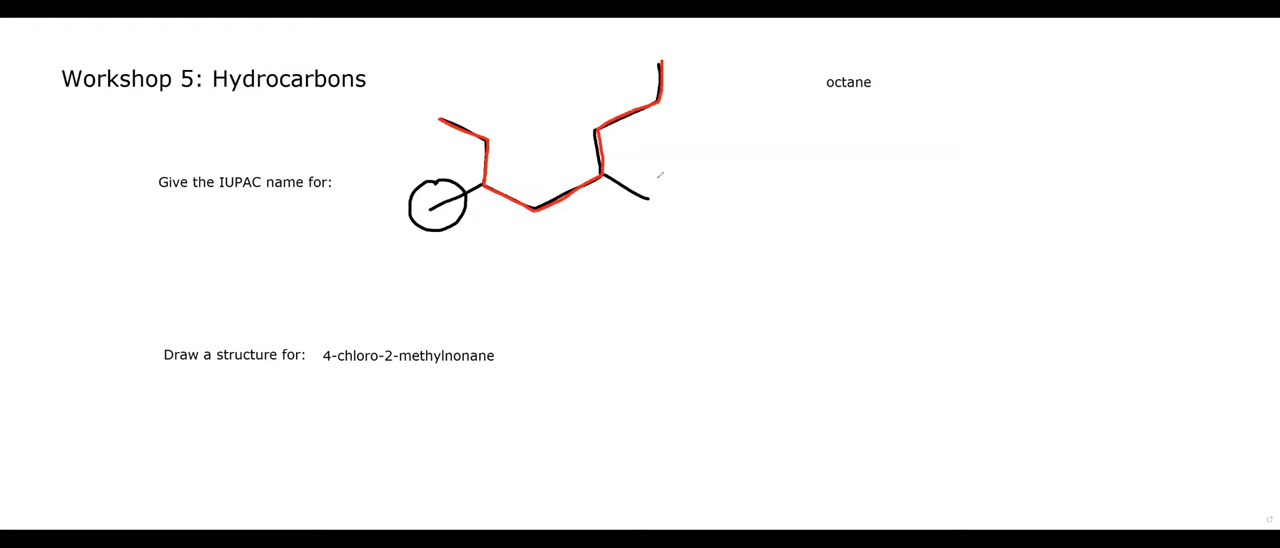 Workshop 5: Hydrocarbons
octane
Give the IUPAC name for:
Draw a structure for: 4-chloro-2-methylnonane